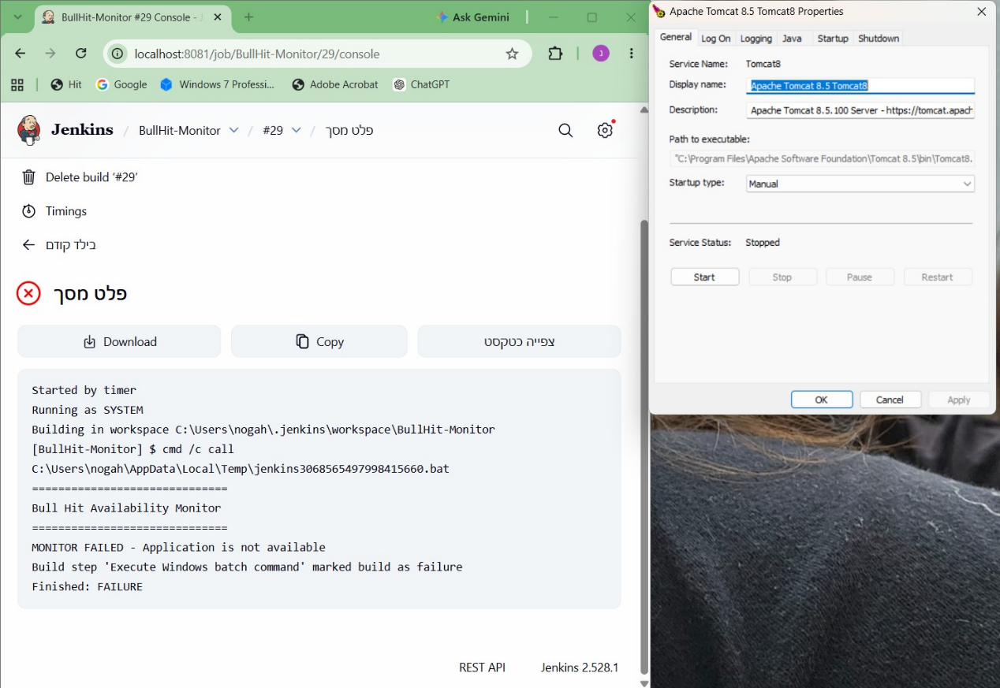 BullHit-Monitor #29 Console - J
Ask Gemini
localhost:8081/job/BullHit-Monitor/29/console
Hit
Google
Windows 7 Professi...
Adobe Acrobat
ChatGPT
Jenkins / BullHit-Monitor / #29 / פלט מסך
Delete build ‘#29’
Timings
בילד קודם
פלט מסך
Download
Copy
צפייה כטקסט
Started by timer
Running as SYSTEM
Building in workspace C:\Users\nogah\.jenkins\workspace\BullHit-Monitor
[BullHit-Monitor] $ cmd /c call
C:\Users\nogah\AppData\Local\Temp\jenkins3068565497998415660.bat
==============================
Bull Hit Availability Monitor
==============================
MONITOR FAILED - Application is not available
Build step 'Execute Windows batch command' marked build as failure
Finished: FAILURE
REST API
Jenkins 2.528.1
Apache Tomcat 8.5 Tomcat8 Properties
General Log On Logging Java Startup Shutdown
Service Name: Tomcat8
Display name: Apache Tomcat 8.5 Tomcat8
Description: Apache Tomcat 8.5.100 Server - https://tomcat.apach
Path to executable:
"C:\Program Files\Apache Software Foundation\Tomcat 8.5\bin\Tomcat8.
Startup type: Manual
Service Status: Stopped
Start Stop Pause Restart
OK Cancel Apply